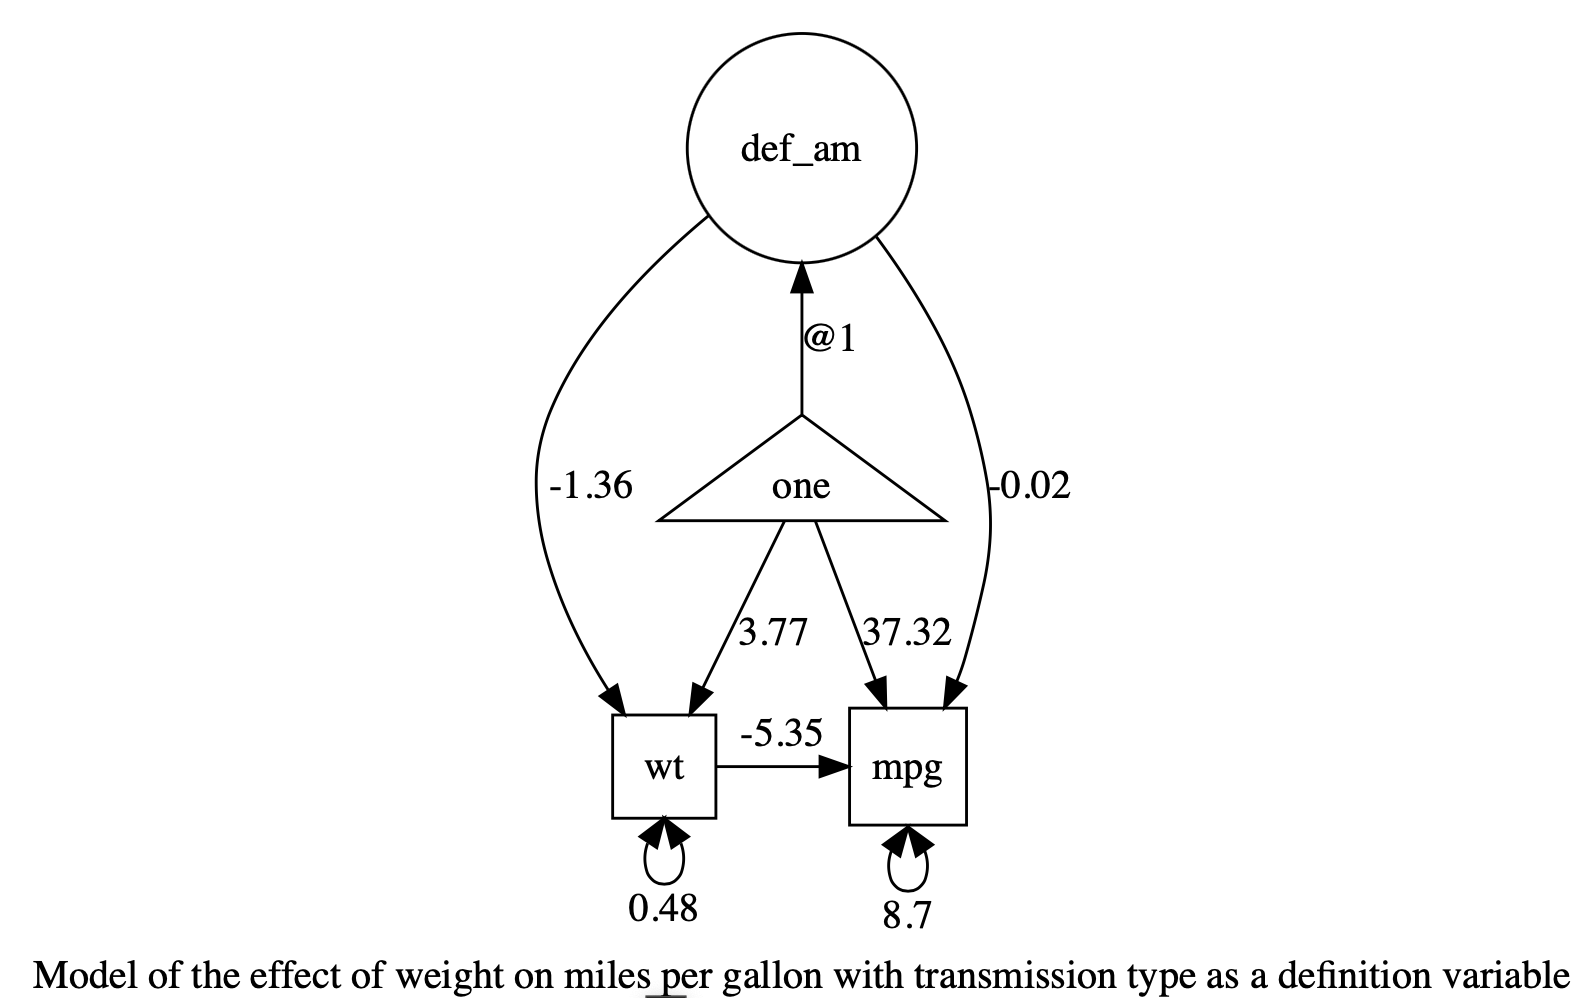 def_am
@1
one
-1.36
-0.02
3.77
37.32
-5.35
wt
mpg
0.48
8.7
Model of the effect of weight on miles per gallon with transmission type as a definition variable